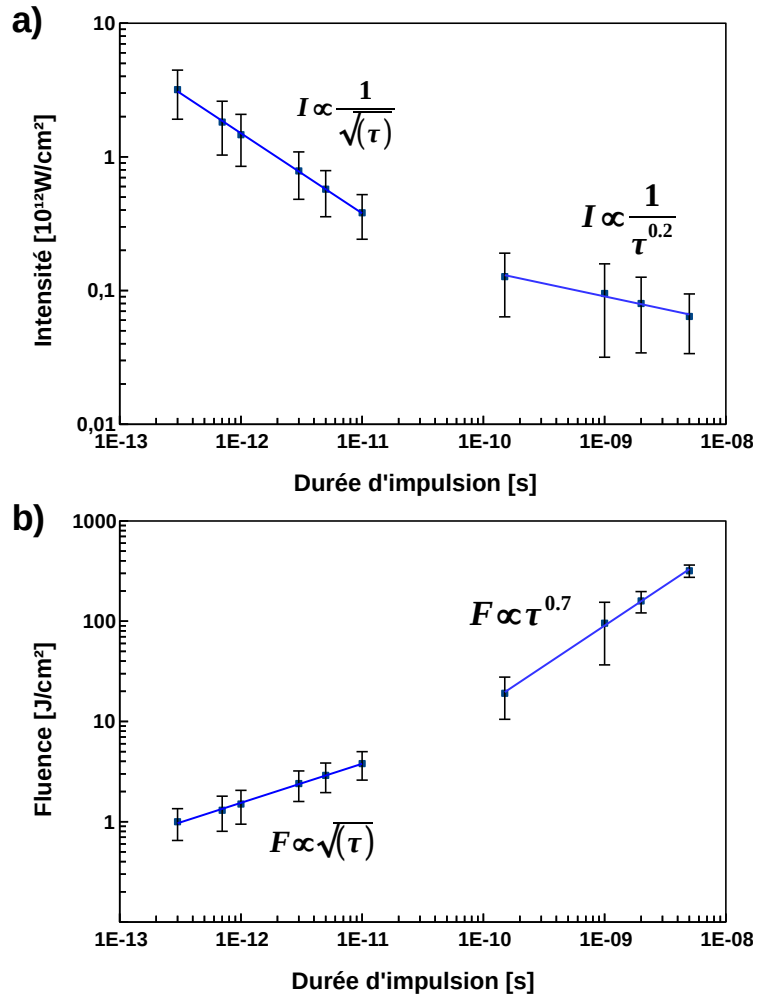 a)
10
1
0,1
0,01
Intensité [10¹²W/cm²]
I ∝ 1/√(τ)
I ∝ 1/τ^0.2
1E-13 1E-12 1E-11 1E-10 1E-09 1E-08
Durée d'impulsion [s]
b)
1000
100
10
1
Fluence [J/cm²]
F∝τ^0.7
F∝√(τ)
1E-13 1E-12 1E-11 1E-10 1E-09 1E-08
Durée d'impulsion [s]